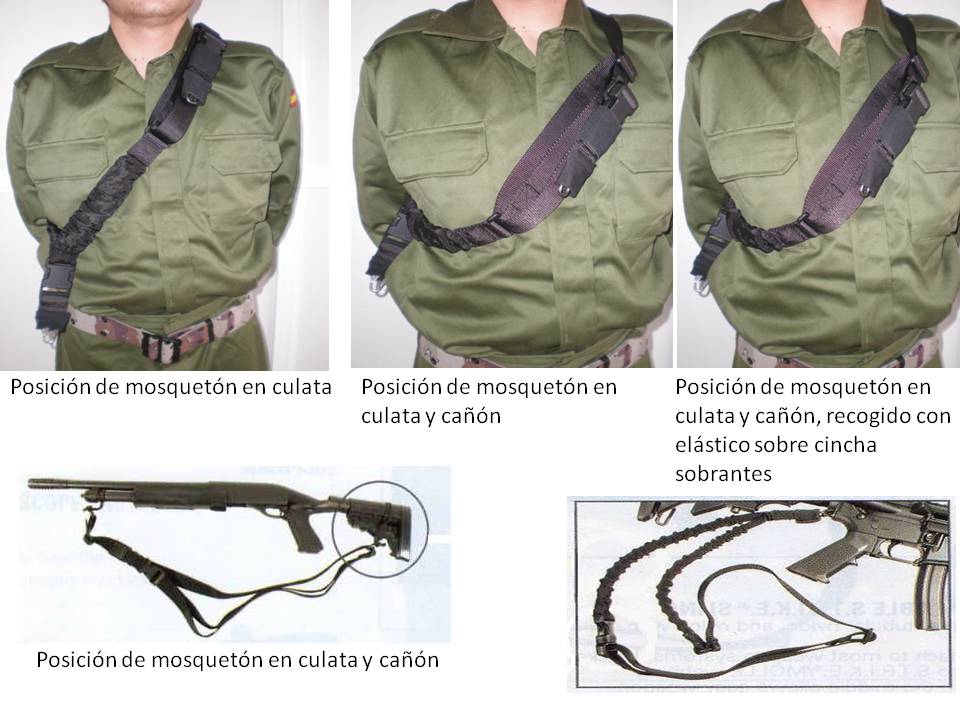 Posición de mosquetón en culata
Posición de mosquetón en
culata y cañón
Posición de mosquetón en
culata y cañón, recogido con
elástico sobre cincha
sobrantes
Posición de mosquetón en culata y cañón